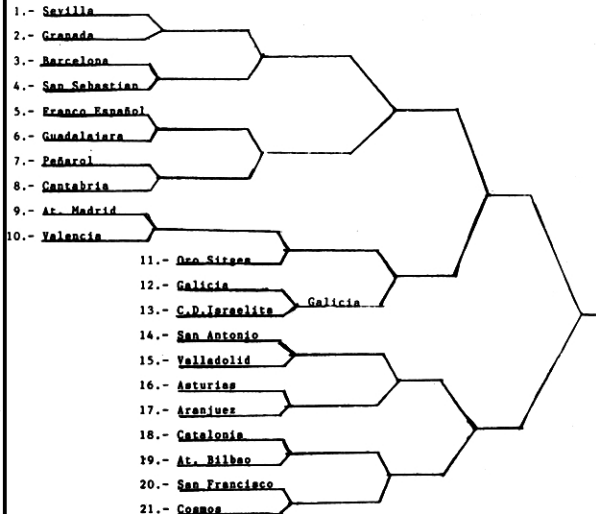 1.- Sevilla
2.- Granada
3.- Barcelona
4.- San Sebastian
5.- Franco Español
6.- Guadalajara
7.- Peñarol
8.- Cantabria
9.- At. Madrid
10.- Valencia
11.- Oro Sitges
12.- Galicia
Galicia
13.- C.D.Israelita
14.- San Antonio
15.- Valladolid
16.- Asturias
17.- Aranjuez
18.- Catalonia
19.- At. Bilbao
20.- San Francisco
21.- Cosmos